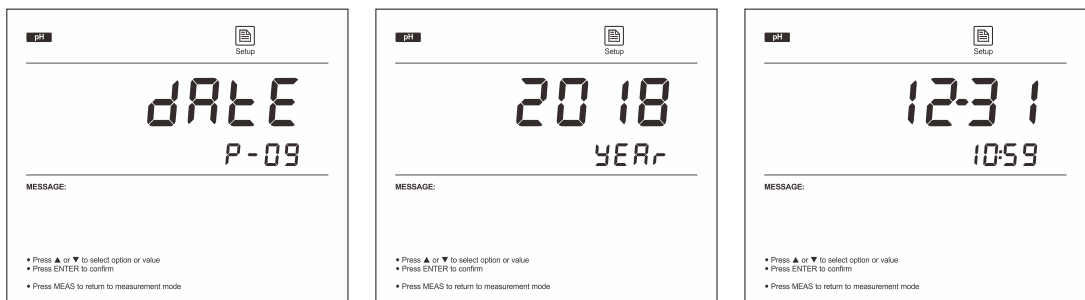 pH
Setup
dAtE
P-09
MESSAGE:
• Press ▲ or ▼ to select option or value
• Press ENTER to confirm
• Press MEAS to return to measurement mode
pH
Setup
2018
YEAr
MESSAGE:
• Press ▲ or ▼ to select option or value
• Press ENTER to confirm
• Press MEAS to return to measurement mode
pH
Setup
12-31
10:59
MESSAGE:
• Press ▲ or ▼ to select option or value
• Press ENTER to confirm
• Press MEAS to return to measurement mode